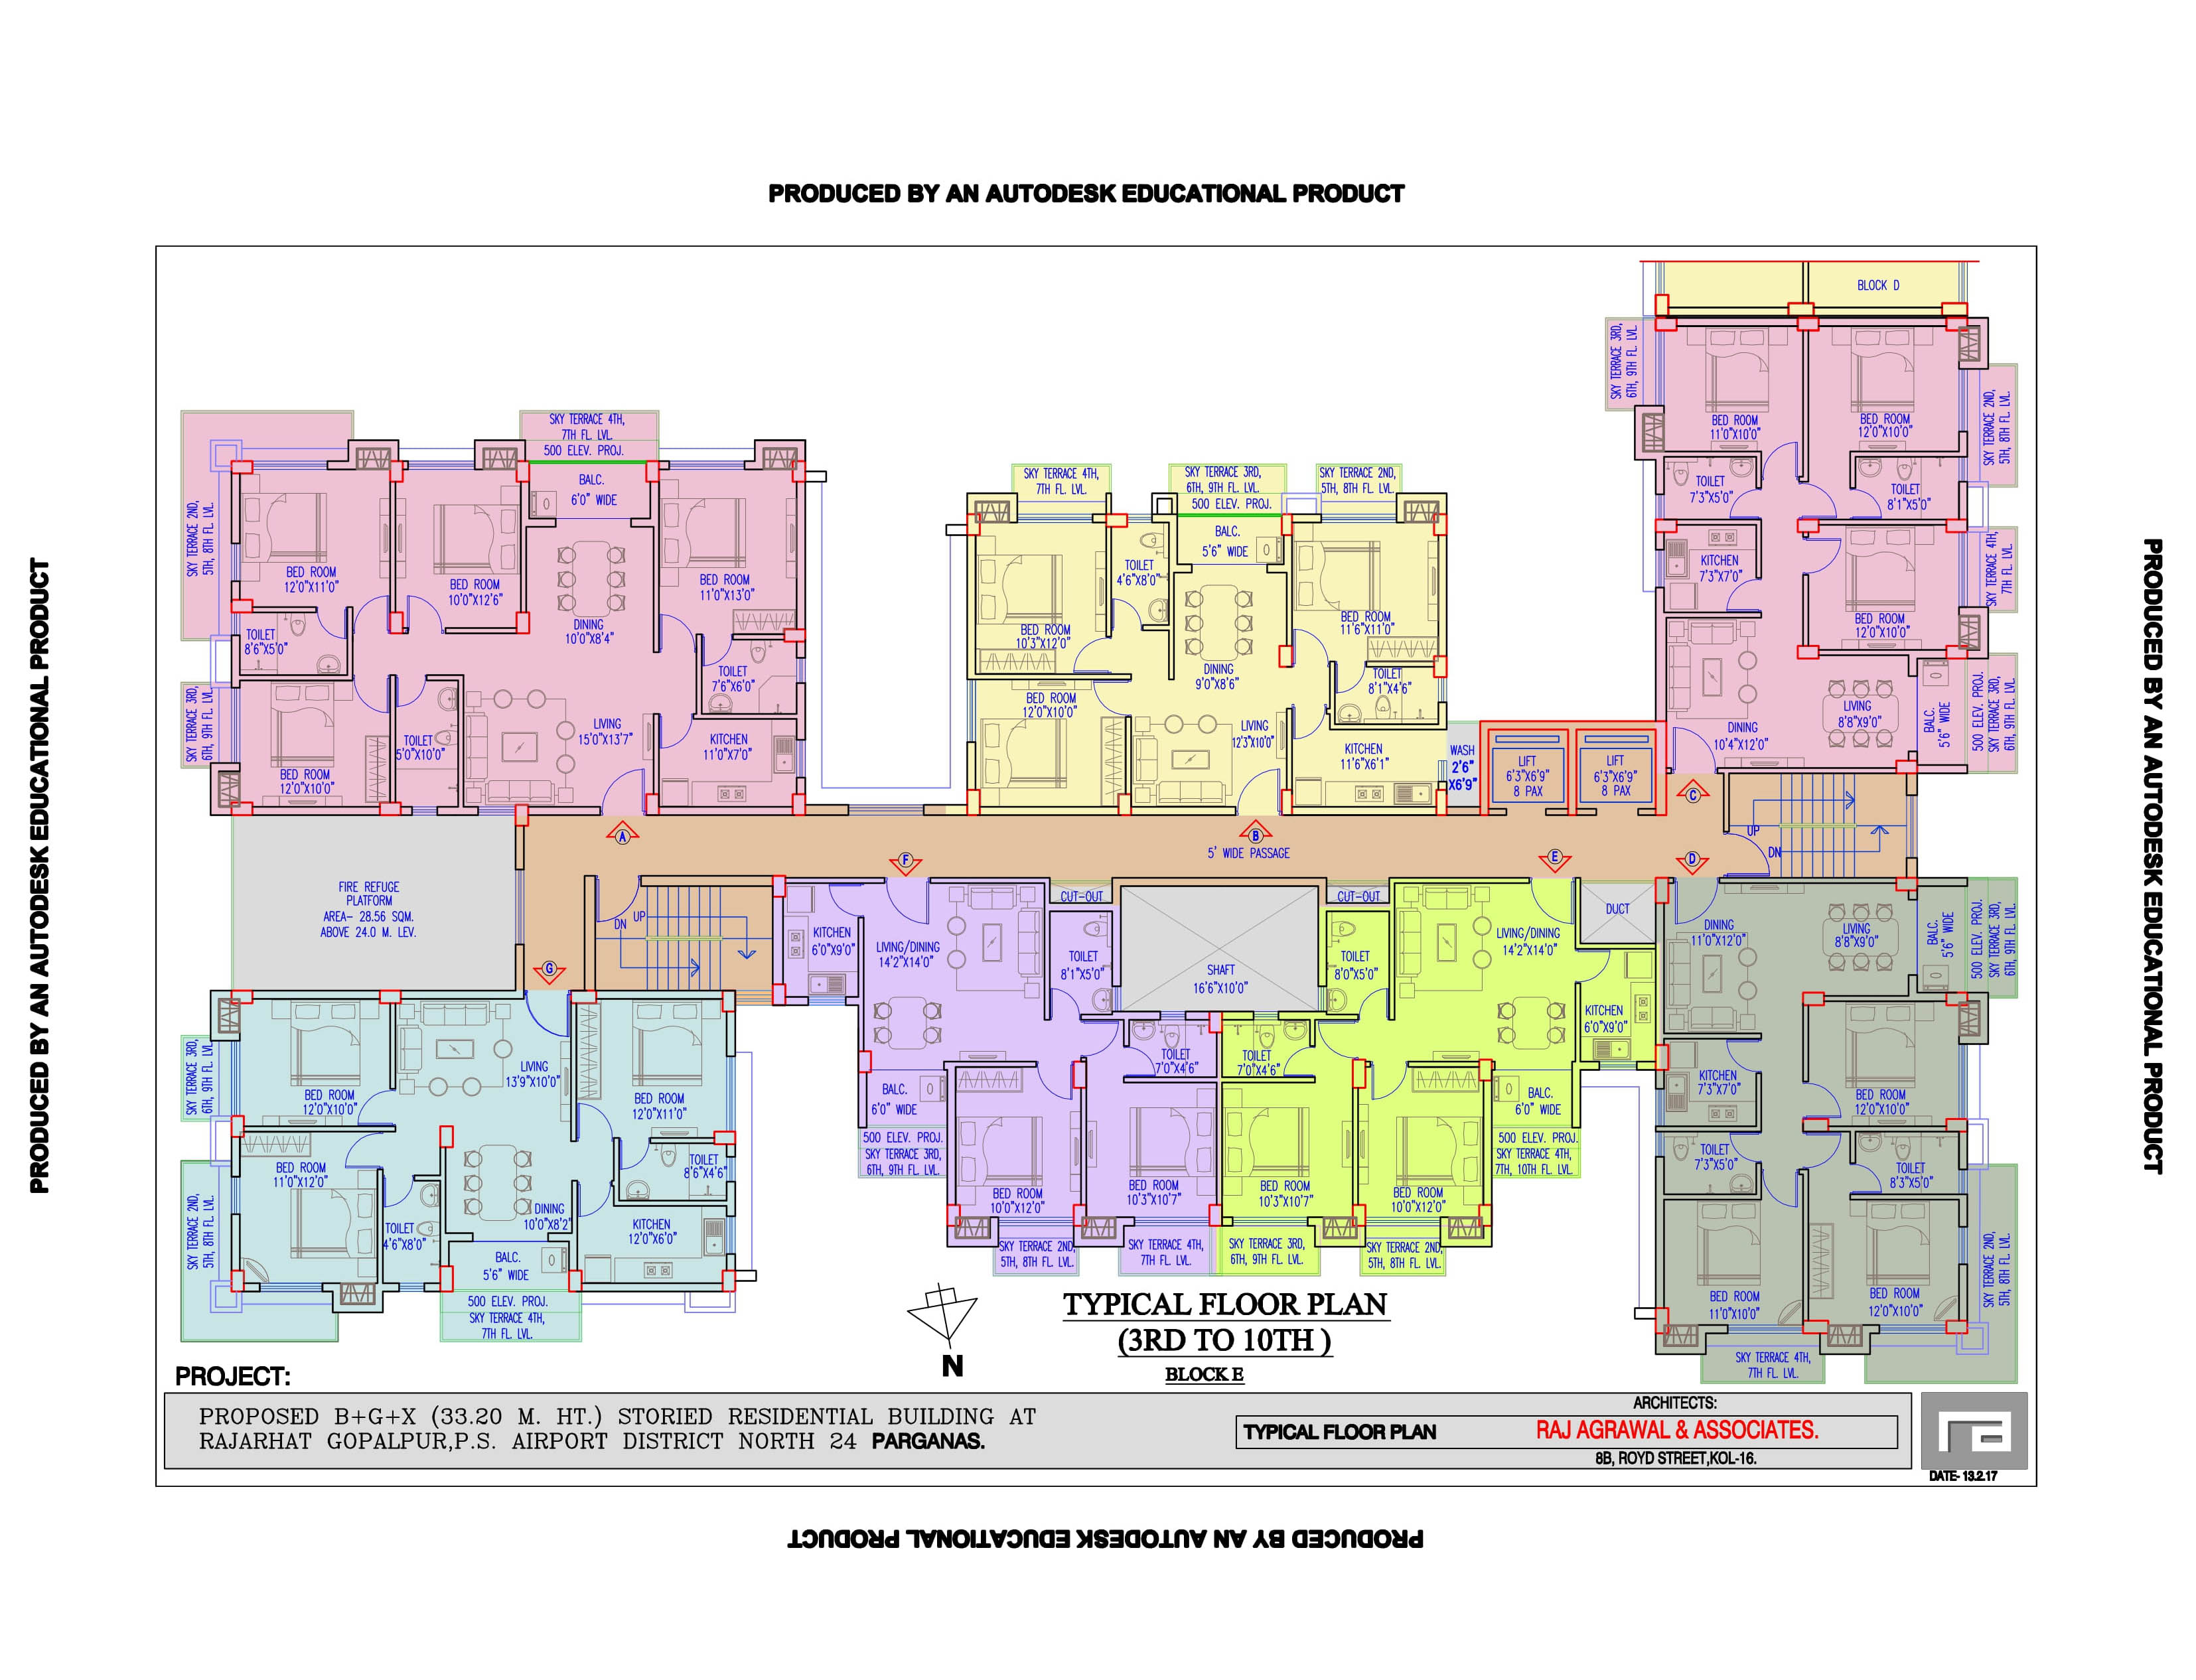 PRODUCED BY AN AUTODESK EDUCATIONAL PRODUCT
PRODUCED BY AN AUTODESK EDUCATIONAL PRODUCT
PRODUCED BY AN AUTODESK EDUCATIONAL PRODUCT
SKY TERRACE 4TH,
7TH FL. LVL.
500 ELEV. PROJ.
BALC.
6'0" WIDE
SKY TERRACE 2ND,
5TH, 8TH FL. LVL.
BED ROOM
12'0"X11'0"
BED ROOM
10'0"X12'6"
DINING
10'0"X8'4"
BED ROOM
11'0"X13'0"
TOILET
8'6"X5'0"
TOILET
7'6"X6'0"
SKY TERRACE 3RD,
6TH, 9TH FL. LVL.
BED ROOM
12'0"X10'0"
TOILET
5'0"X10'0"
LIVING
15'0"X13'7"
KITCHEN
11'0"X7'0"
A
SKY TERRACE 4TH,
7TH FL. LVL.
SKY TERRACE 3RD,
6TH, 9TH FL. LVL.
500 ELEV. PROJ.
SKY TERRACE 2ND,
5TH, 8TH FL. LVL.
BALC.
5'6" WIDE
TOILET
4'6"X8'0"
BED ROOM
10'3"X12'0"
BED ROOM
11'6"X11'0"
DINING
9'0"X8'6"
TOILET
8'1"X4'6"
BED ROOM
12'0"X10'0"
LIVING
12'3"X10'0"
KITCHEN
11'6"X6'1"
WASH
2'6"
X6'9"
LIFT
6'3"X6'9"
8 PAX
LIFT
6'3"X6'9"
8 PAX
B
5' WIDE PASSAGE
BLOCK D
SKY TERRACE 3RD,
6TH, 9TH FL. LVL.
BED ROOM
11'0"X10'0"
BED ROOM
12'0"X10'0"
SKY TERRACE 2ND,
5TH, 8TH FL. LVL.
TOILET
7'3"X5'0"
TOILET
8'1"X5'0"
KITCHEN
7'3"X7'0"
BED ROOM
12'0"X10'0"
SKY TERRACE 4TH,
7TH FL. LVL.
DINING
10'4"X12'0"
LIVING
8'8"X9'0"
BALC.
5'6" WIDE
500 ELEV. PROJ.
SKY TERRACE 3RD,
6TH, 9TH FL. LVL.
C
UP
DN
FIRE REFUGE
PLATFORM
AREA- 28.56 SQM.
ABOVE 24.0 M. LEV.
UP
DN
G
F
E
D
KITCHEN
6'0"X9'0"
LIVING/DINING
14'2"X14'0"
CUT-OUT
TOILET
8'1"X5'0"
SHAFT
16'6"X10'0"
CUT-OUT
TOILET
8'0"X5'0"
LIVING/DINING
14'2"X14'0"
DUCT
KITCHEN
6'0"X9'0"
TOILET
7'0"X4'6"
TOILET
7'0"X4'6"
BALC.
6'0" WIDE
500 ELEV. PROJ.
SKY TERRACE 3RD,
6TH, 9TH FL. LVL.
BED ROOM
10'0"X12'0"
BED ROOM
10'3"X10'7"
BED ROOM
10'3"X10'7"
BED ROOM
10'0"X12'0"
BALC.
6'0" WIDE
500 ELEV. PROJ.
SKY TERRACE 4TH,
7TH, 10TH FL. LVL.
SKY TERRACE 2ND,
5TH, 8TH FL. LVL.
SKY TERRACE 4TH,
7TH FL. LVL.
SKY TERRACE 3RD,
6TH, 9TH FL. LVL.
SKY TERRACE 2ND,
5TH, 8TH FL. LVL.
SKY TERRACE 3RD,
6TH, 9TH FL. LVL.
BED ROOM
12'0"X10'0"
LIVING
13'9"X10'0"
BED ROOM
12'0"X11'0"
BED ROOM
11'0"X12'0"
TOILET
8'6"X4'6"
TOILET
4'6"X8'0"
DINING
10'0"X8'2"
KITCHEN
12'0"X6'0"
SKY TERRACE 2ND,
5TH, 8TH FL. LVL.
BALC.
5'6" WIDE
500 ELEV. PROJ.
SKY TERRACE 4TH,
7TH FL. LVL.
DINING
11'0"X12'0"
LIVING
8'8"X9'0"
BALC.
5'6" WIDE
500 ELEV. PROJ.
SKY TERRACE 3RD,
6TH, 9TH FL. LVL.
KITCHEN
7'3"X7'0"
BED ROOM
12'0"X10'0"
TOILET
7'3"X5'0"
TOILET
8'3"X5'0"
BED ROOM
11'0"X10'0"
BED ROOM
12'0"X10'0"
SKY TERRACE 2ND,
5TH, 8TH FL. LVL.
SKY TERRACE 4TH,
7TH FL. LVL.
N
TYPICAL FLOOR PLAN
(3RD TO 10TH )
BLOCK E
PROJECT:
PROPOSED B+G+X (33.20 M. HT.) STORIED RESIDENTIAL BUILDING AT
RAJARHAT GOPALPUR,P.S. AIRPORT DISTRICT NORTH 24 PARGANAS.
TYPICAL FLOOR PLAN
ARCHITECTS:
RAJ AGRAWAL & ASSOCIATES.
8B, ROYD STREET,KOL-16.
DATE- 13.2.17
PRODUCED BY AN AUTODESK EDUCATIONAL PRODUCT